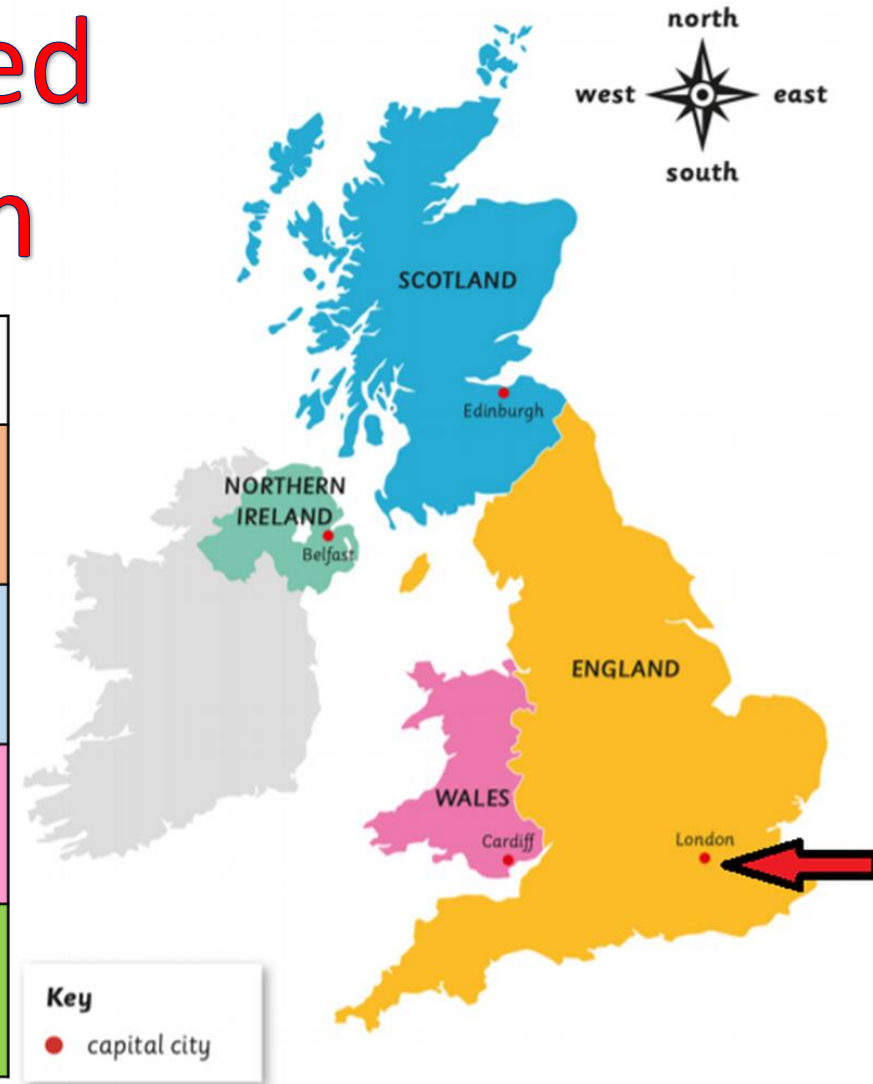 ed
n
north
west east
south
SCOTLAND
Edinburgh
NORTHERN
IRELAND
Belfast
ENGLAND
WALES
Cardiff
London
Key
capital city